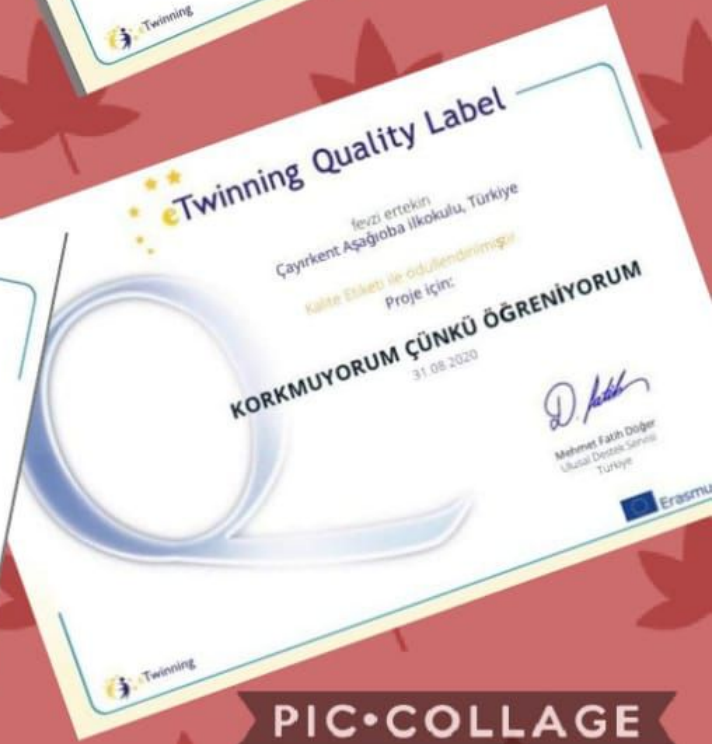 eTwinning
eTwinning Quality Label
fevzi ertekin
Çayırkent Aşağıoba İlkokulu, Türkiye
Kalite Etiketi ile ödüllendirilmiştir
Proje için:
KORKMUYORUM ÇÜNKÜ ÖĞRENİYORUM
31.08.2020
D. fatih
Mehmet Fatih Döğer
Ulusal Destek Servisi
Türkiye
Erasmu
eTwinning
PIC•COLLAGE